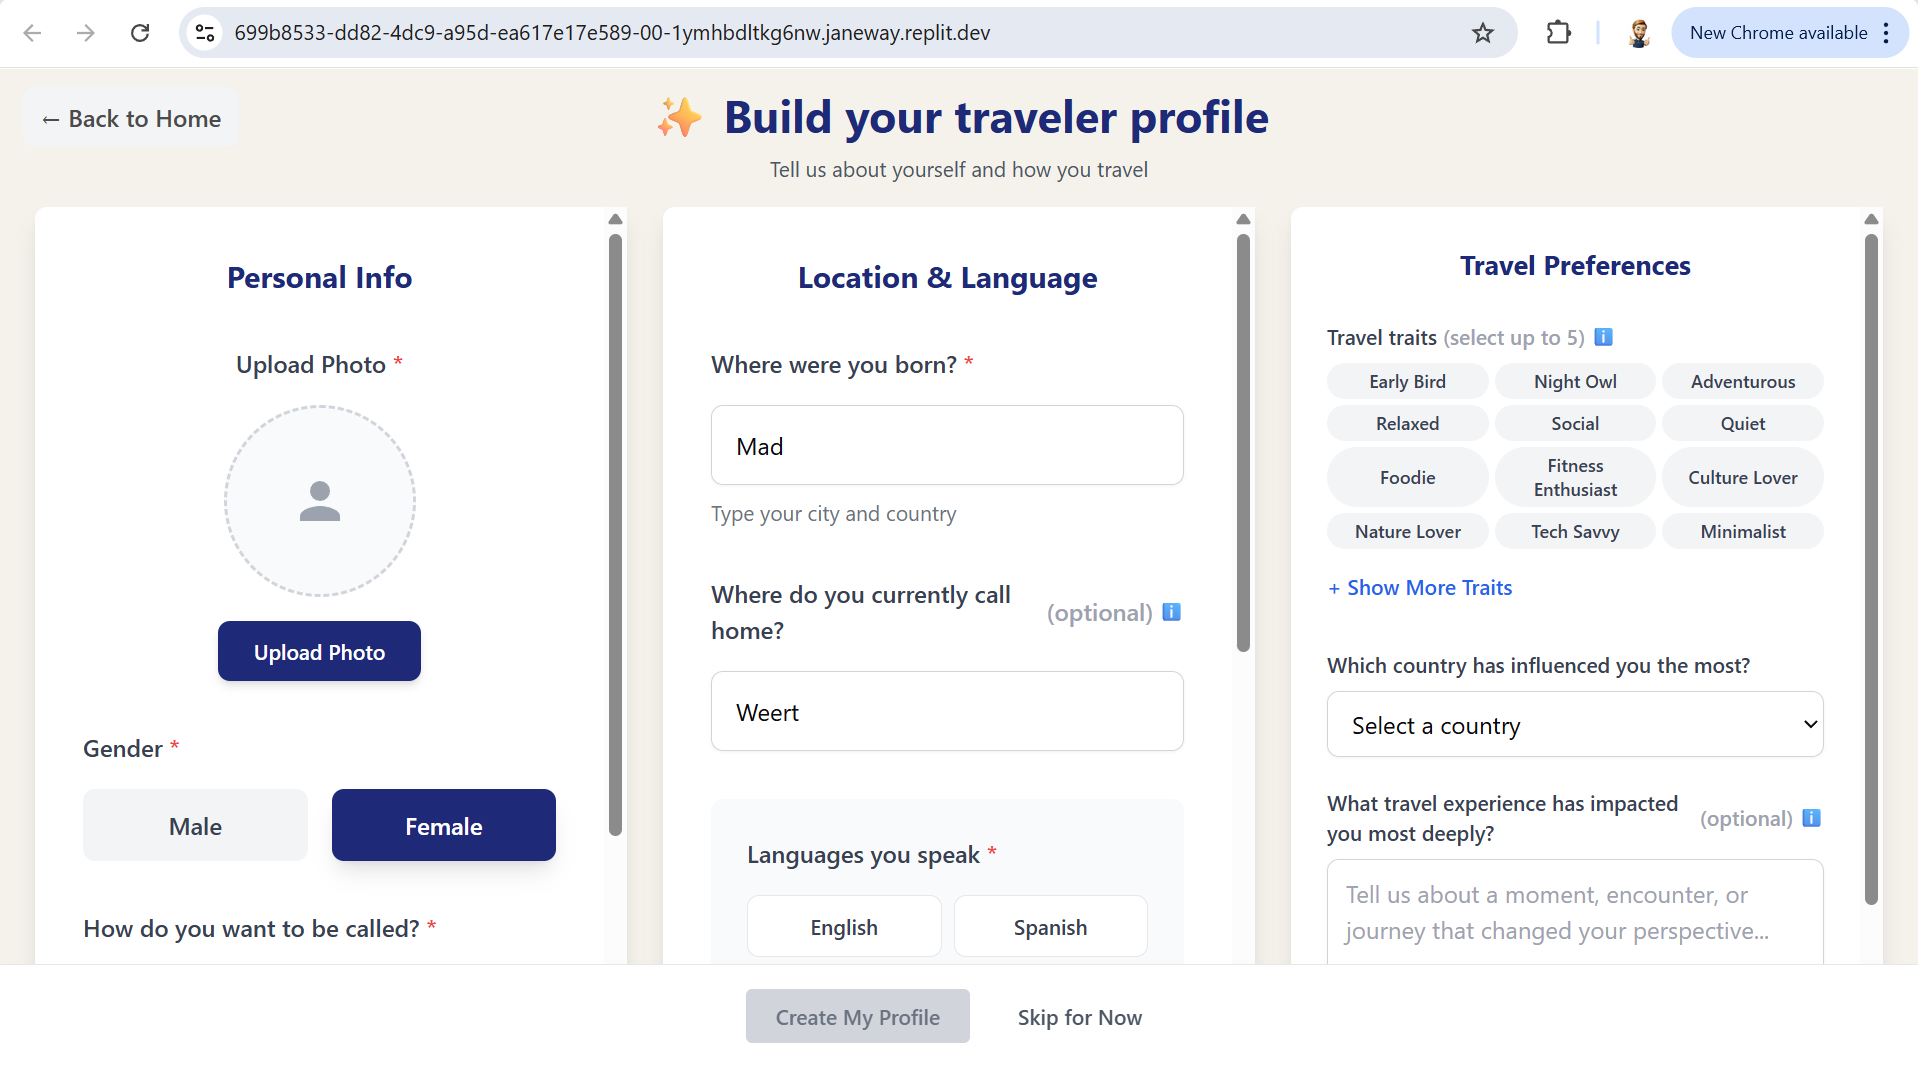 699b8533-dd82-4dc9-a95d-ea617e17e589-00-1ymhbdltkg6nw.janeway.replit.dev
New Chrome available
← Back to Home
✨ Build your traveler profile
Tell us about yourself and how you travel
Personal Info
Upload Photo *
Upload Photo
Gender *
Male
Female
How do you want to be called? *
Location & Language
Where were you born? *
Mad
Type your city and country
Where do you currently call
home?
(optional) ℹ️
Weert
Languages you speak *
English
Spanish
Travel Preferences
Travel traits (select up to 5) ℹ️
Early Bird
Night Owl
Adventurous
Relaxed
Social
Quiet
Foodie
Fitness
Enthusiast
Culture Lover
Nature Lover
Tech Savvy
Minimalist
+ Show More Traits
Which country has influenced you the most?
Select a country
What travel experience has impacted
you most deeply?
(optional) ℹ️
Tell us about a moment, encounter, or
journey that changed your perspective...
Create My Profile
Skip for Now